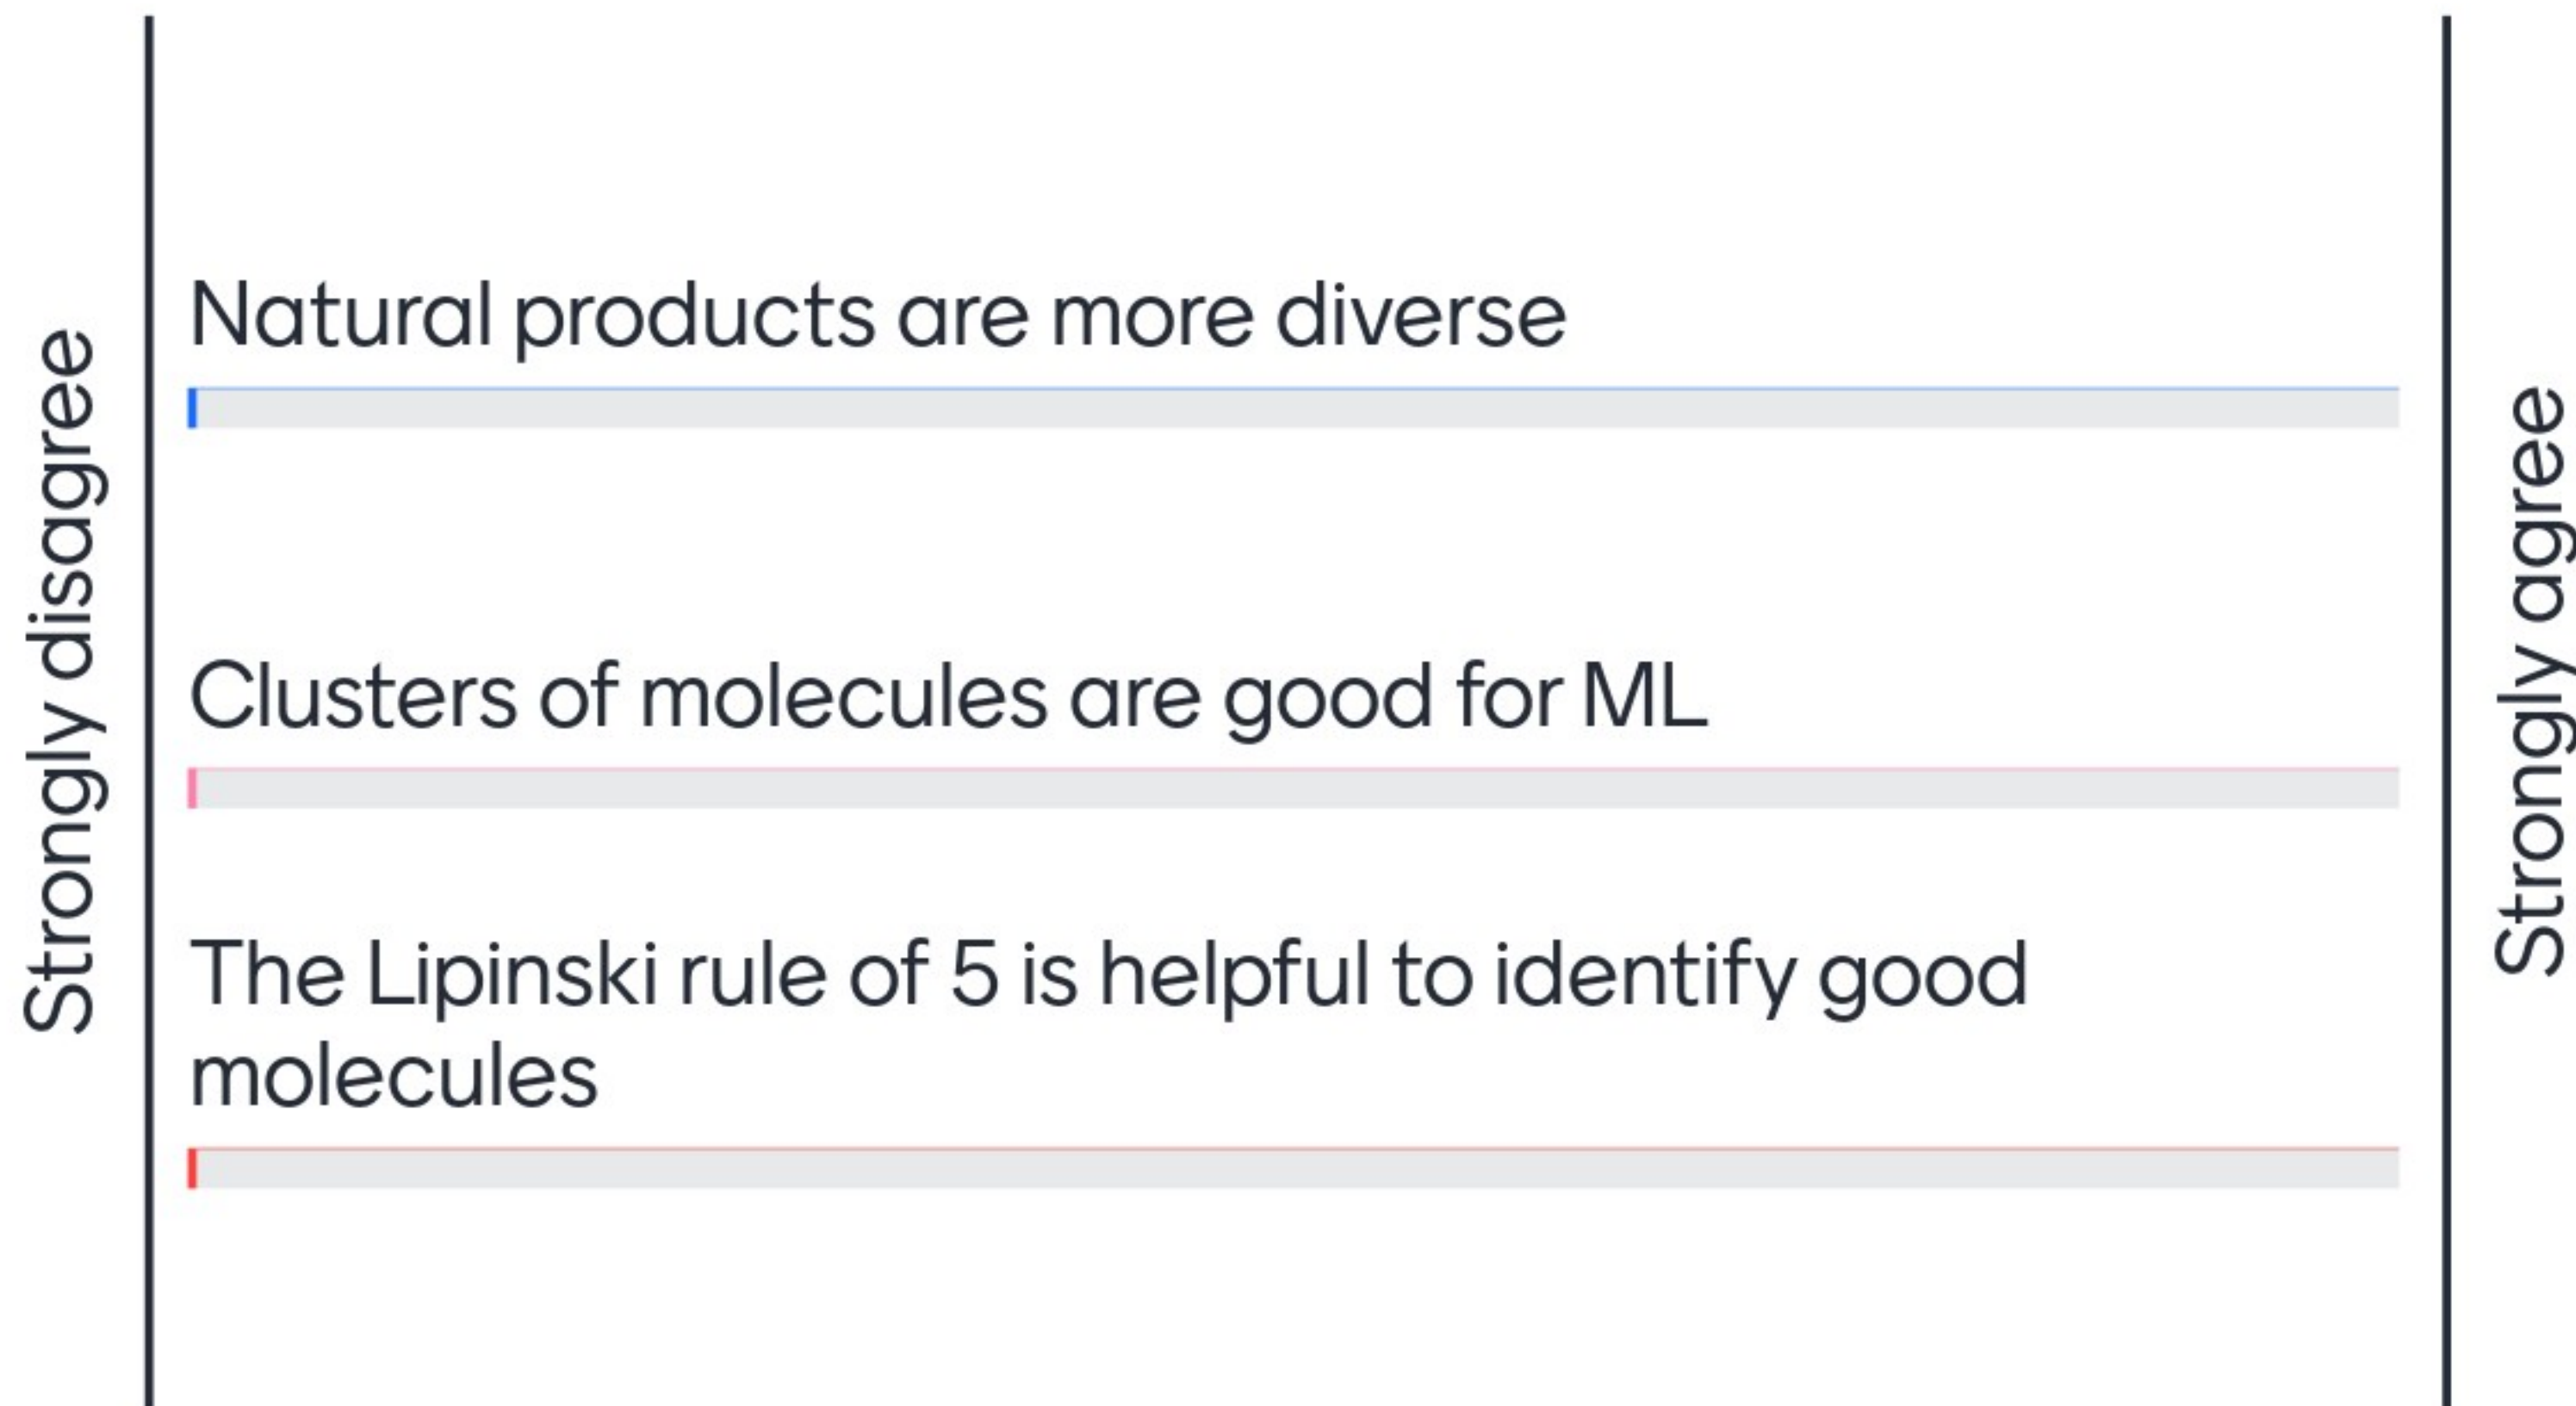 Strongly disagree
Natural products are more diverse
Clusters of molecules are good for ML
The Lipinski rule of 5 is helpful to identify good
molecules
Strongly agree